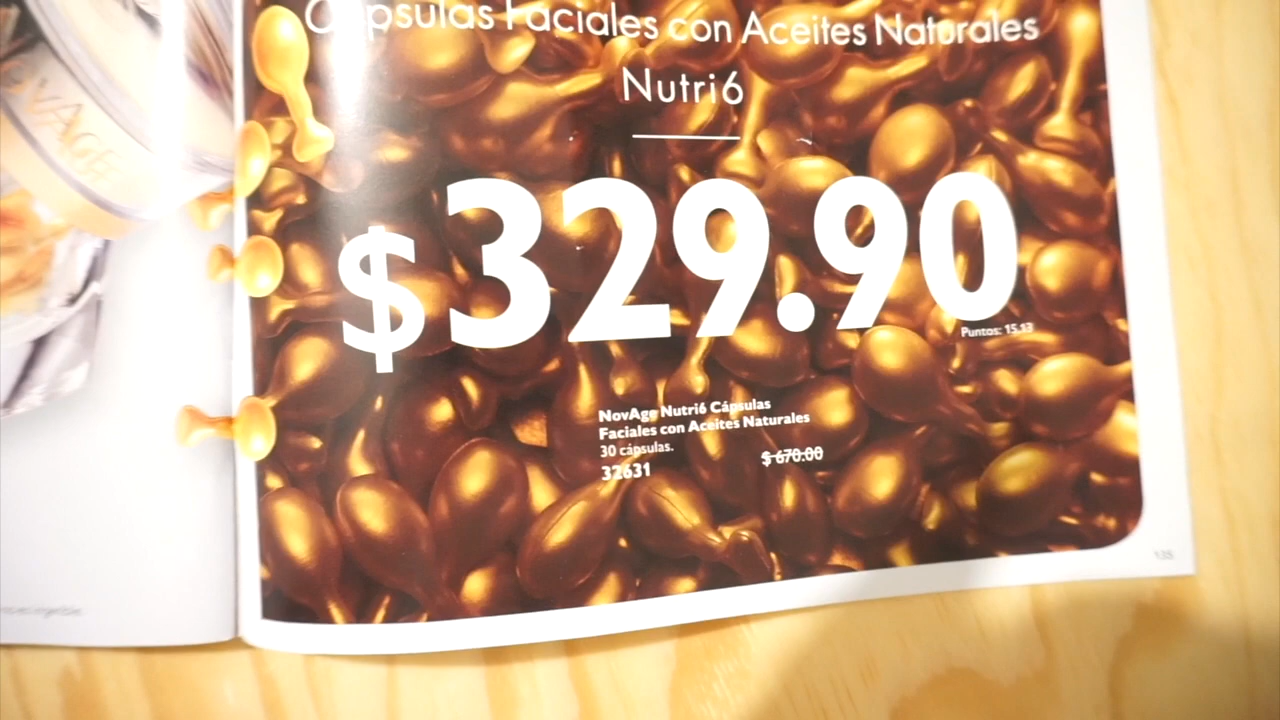 Cápsulas Faciales con Aceites Naturales
Nutri6
$329.90
Puntos: 15.13
NovAge Nutri6 Cápsulas
Faciales con Aceites Naturales
30 cápsulas.
32631
$ 670.00
135